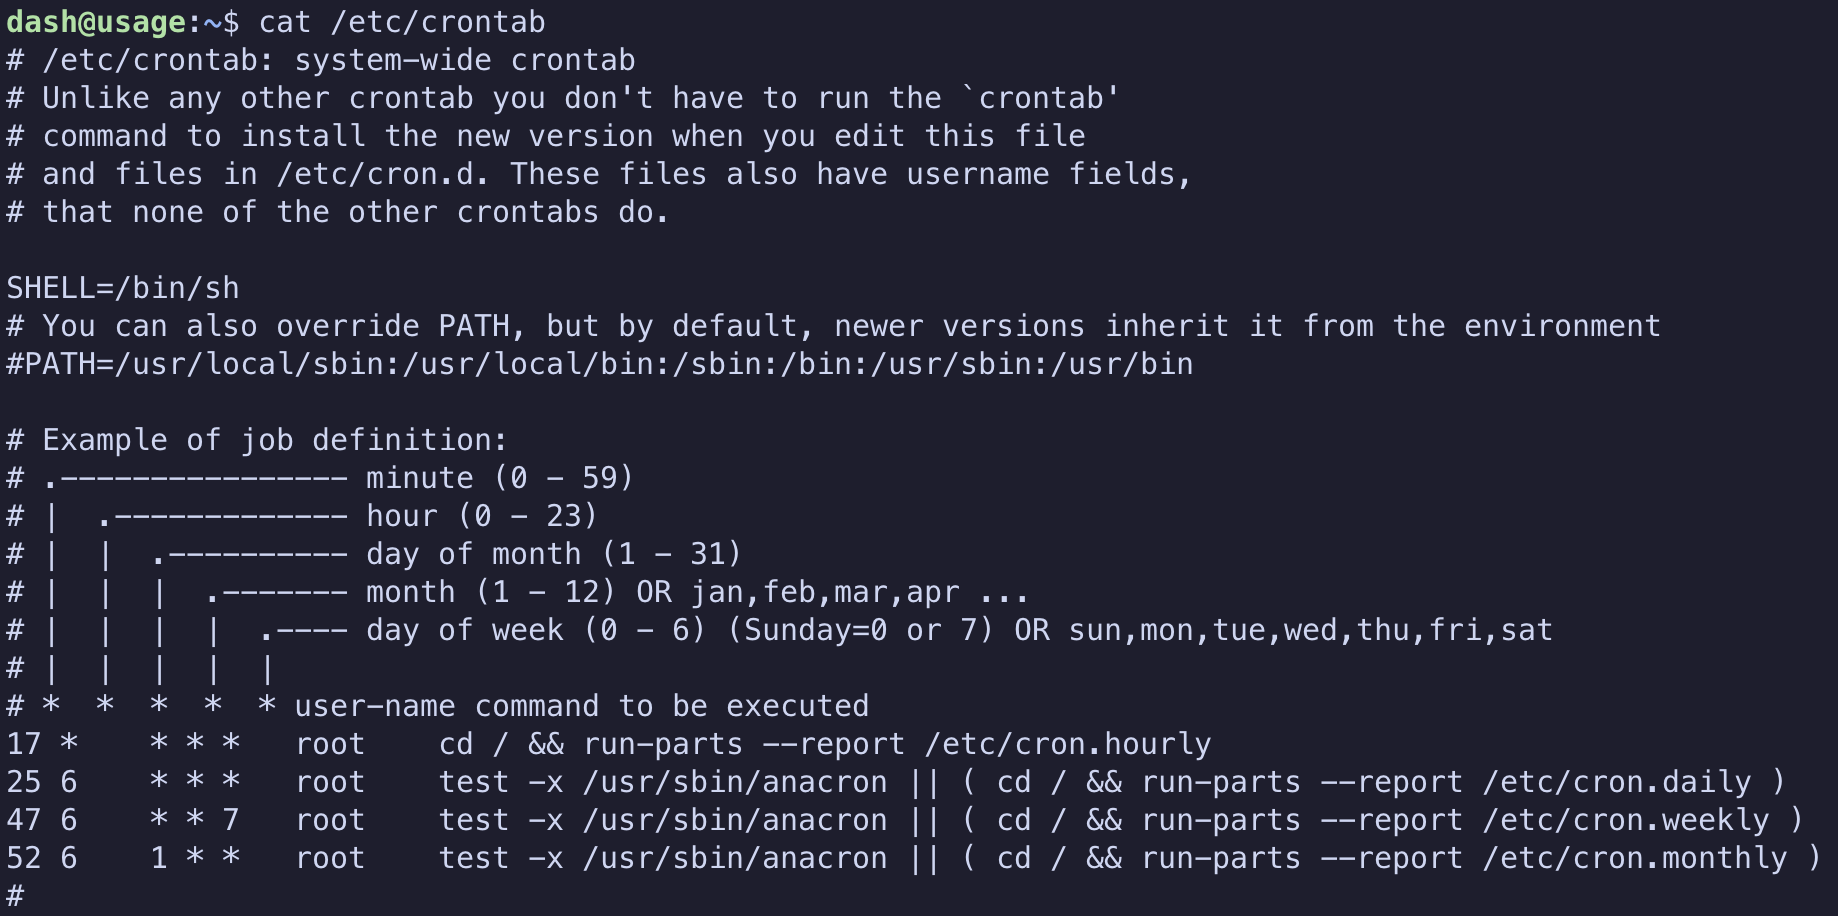 dash@usage:~$ cat /etc/crontab
# /etc/crontab: system-wide crontab
# Unlike any other crontab you don't have to run the `crontab'
# command to install the new version when you edit this file
# and files in /etc/cron.d. These files also have username fields,
# that none of the other crontabs do.

SHELL=/bin/sh
# You can also override PATH, but by default, newer versions inherit it from the environment
#PATH=/usr/local/sbin:/usr/local/bin:/sbin:/bin:/usr/sbin:/usr/bin

# Example of job definition:
# .---------------- minute (0 - 59)
# |  .------------- hour (0 - 23)
# |  |  .---------- day of month (1 - 31)
# |  |  |  .------- month (1 - 12) OR jan,feb,mar,apr ...
# |  |  |  |  .---- day of week (0 - 6) (Sunday=0 or 7) OR sun,mon,tue,wed,thu,fri,sat
# |  |  |  |  |
# *  *  *  *  * user-name command to be executed
17 *    * * *   root    cd / && run-parts --report /etc/cron.hourly
25 6    * * *   root    test -x /usr/sbin/anacron || ( cd / && run-parts --report /etc/cron.daily )
47 6    * * 7   root    test -x /usr/sbin/anacron || ( cd / && run-parts --report /etc/cron.weekly )
52 6    1 * *   root    test -x /usr/sbin/anacron || ( cd / && run-parts --report /etc/cron.monthly )
#